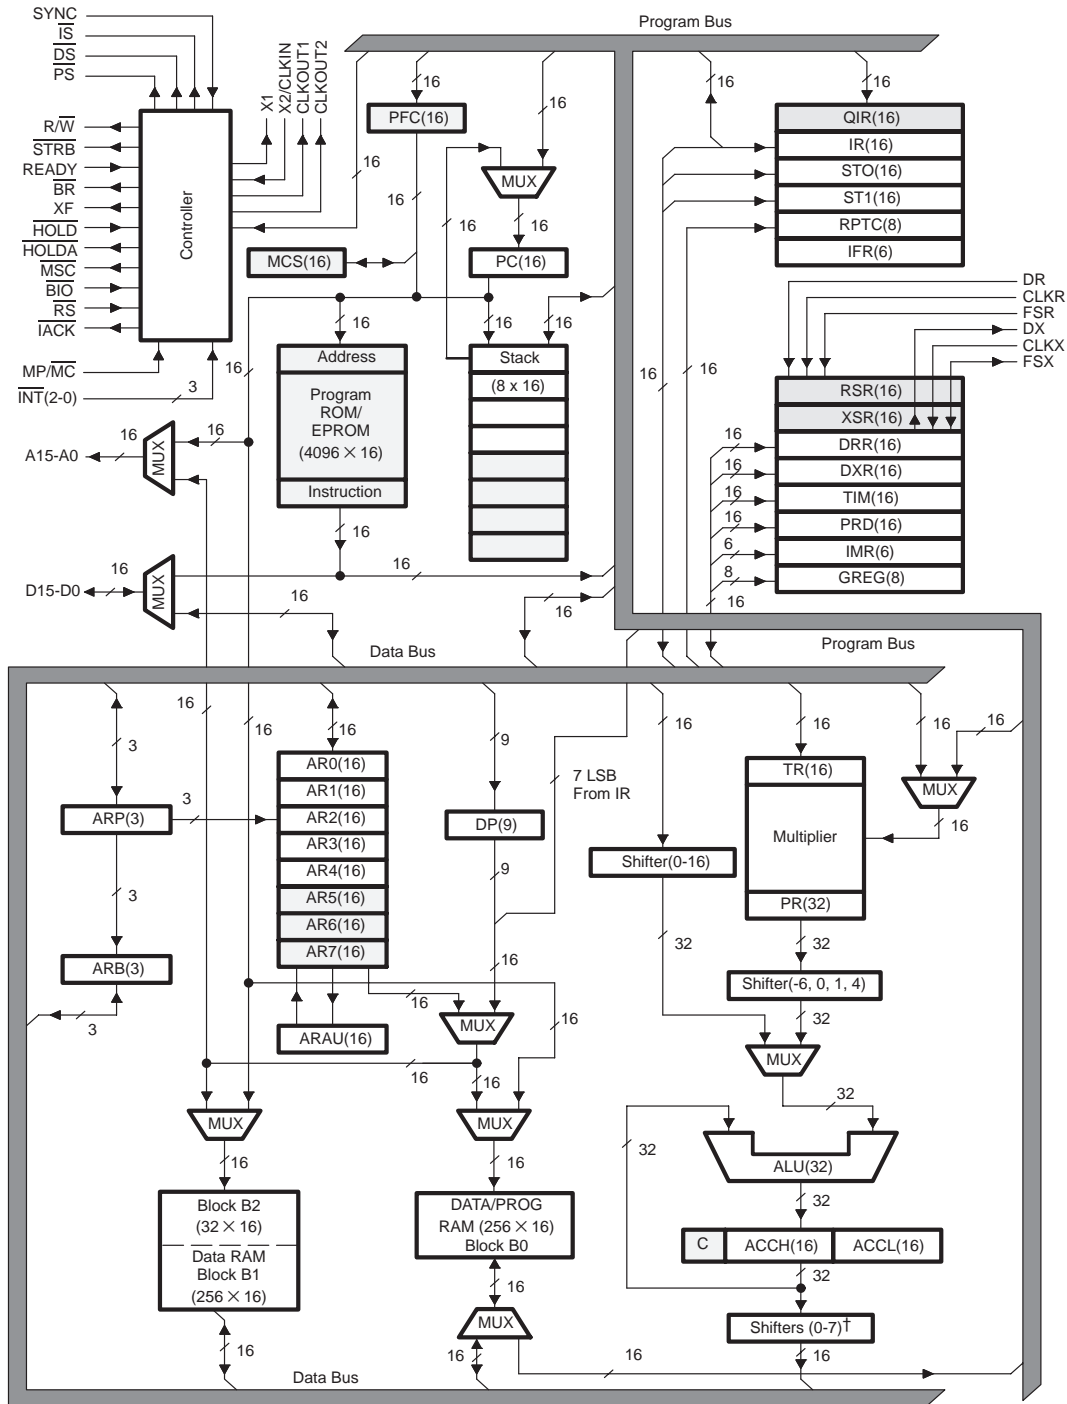 SYNC
IS
DS
PS
R/W
STRB
READY
BR
XF
HOLD
HOLDA
MSC
BIO
RS
IACK
MP/MC
INT(2-0)
3
Controller
X1
X2/CLKIN
CLKOUT1
CLKOUT2
16
Program Bus
16
PFC(16)
16
16
MUX
16
16
PC(16)
MCS(16)
16
16
16
16
Address
Program
ROM/
EPROM
(4096 × 16)
Instruction
16
Stack
(8 x 16)
16
QIR(16)
IR(16)
STO(16)
ST1(16)
RPTC(8)
IFR(6)
16
16
16
DR
CLKR
FSR
DX
CLKX
FSX
RSR(16)
XSR(16)
DRR(16)
DXR(16)
TIM(16)
PRD(16)
IMR(6)
GREG(8)
16
16
16
16
6
8
16
16
A15-A0
16
MUX
16
D15-D0
16
MUX
16
16
16
Data Bus
Program Bus
16
16
3
16
9
7 LSB
From IR
16
16
16
16
ARP(3)
3
AR0(16)
AR1(16)
AR2(16)
AR3(16)
AR4(16)
AR5(16)
AR6(16)
AR7(16)
DP(9)
9
Shifter(0-16)
TR(16)
Multiplier
PR(32)
MUX
16
3
ARB(3)
3
16
16
ARAU(16)
MUX
16
16
16
32
32
Shifter(-6, 0, 1, 4)
32
MUX
32
MUX
16
MUX
16
32
ALU(32)
32
Block B2
(32 × 16)
Data RAM
Block B1
(256 × 16)
DATA/PROG
RAM (256 × 16)
Block B0
C
ACCH(16)
ACCL(16)
32
16
MUX
Shifters (0-7)†
16
16
16
16
Data Bus